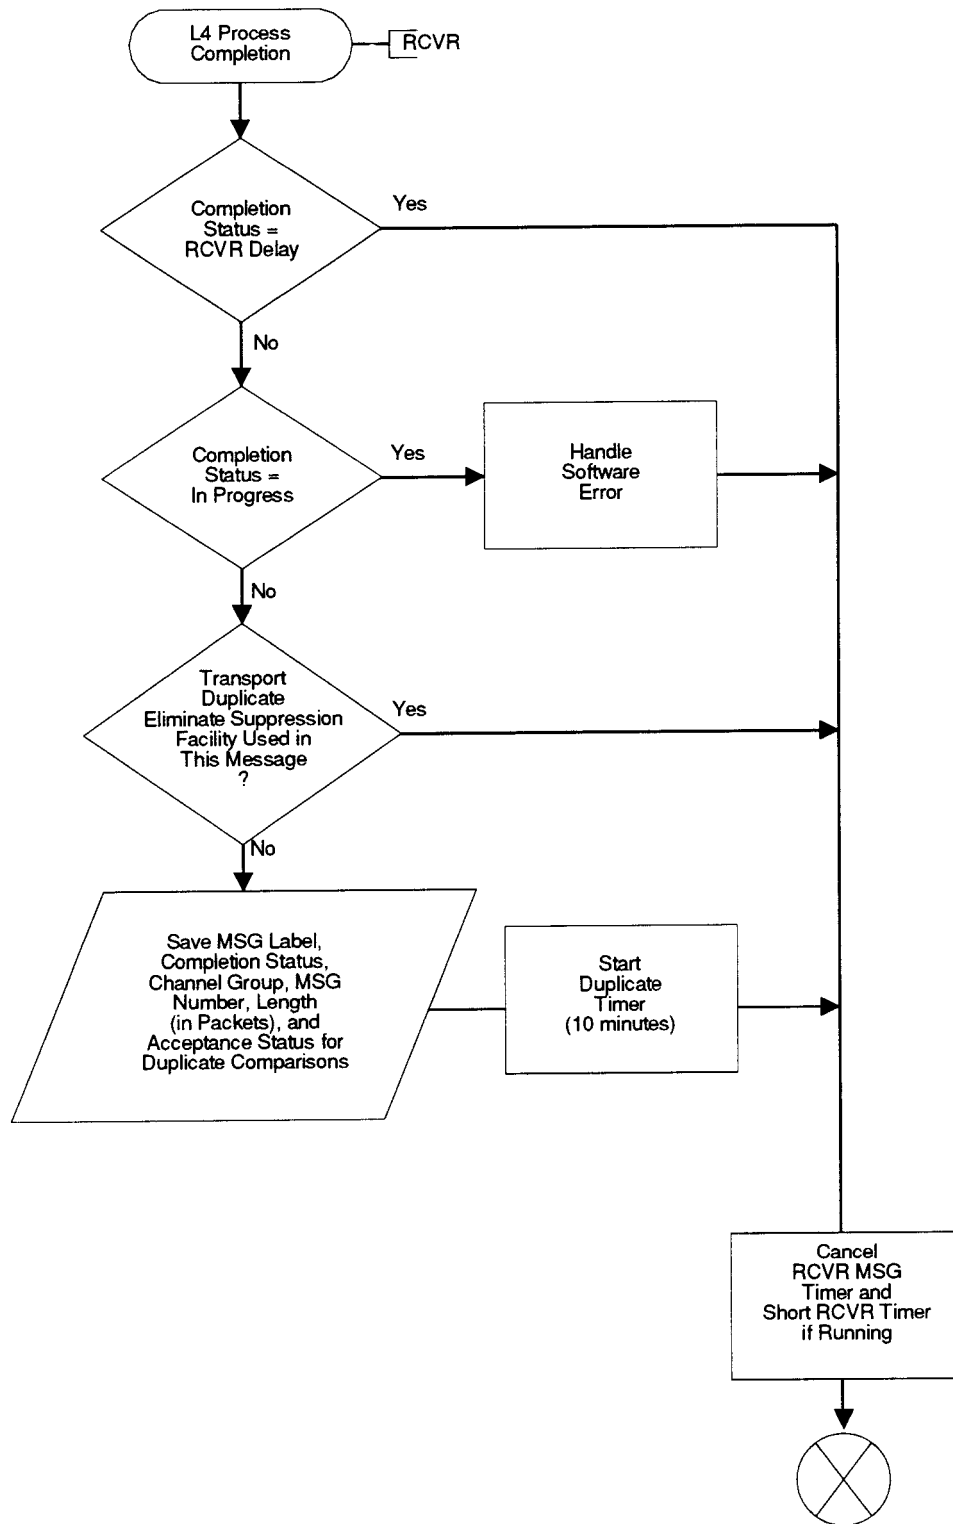 L4 Process
Completion
RCVR
Completion
Status =
RCVR Delay
Yes
No
Completion
Status =
In Progress
Yes
Handle
Software
Error
No
Transport
Duplicate
Eliminate Suppression
Facility Used in
This Message
?
Yes
No
Save MSG Label,
Completion Status,
Channel Group, MSG
Number, Length
(in Packets), and
Acceptance Status for
Duplicate Comparisons
Start
Duplicate
Timer
(10 minutes)
Cancel
RCVR MSG
Timer and
Short RCVR Timer
if Running